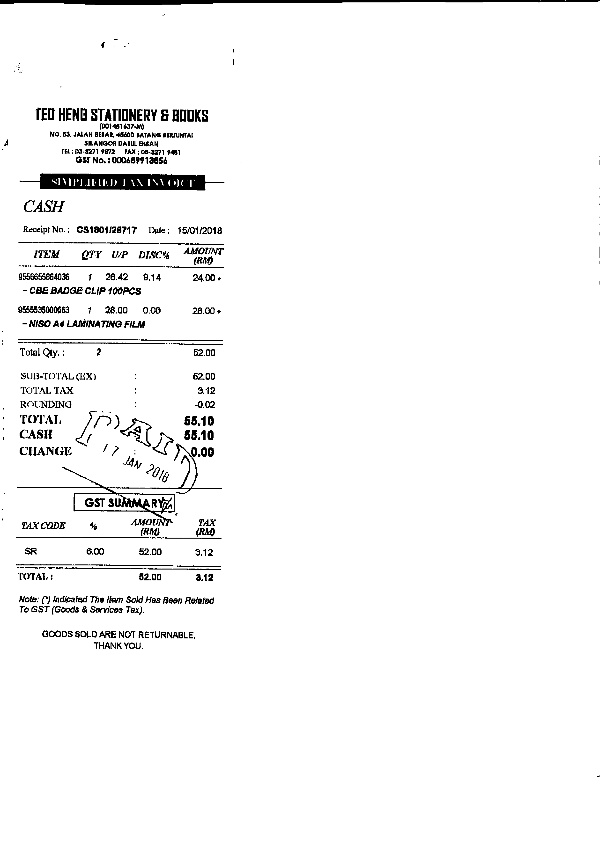 TEO HENG STATIONERY & BOOKS
(001451637-M)
NO. 53, JALAN BESAR, 45600 BATANG BERJUNTAI
SELANGOR DARUL EHSAN
TEL : 03-3271 9872 FAX : 03-3271 9451
GST No. : 000689913856
SIMPLIFIED TAX INVOICE
CASH
Receipt No. : CS1801/26717 Date : 15/01/2018
ITEM QTY U/P DISC% AMOUNT (RM)
1 26.42 9.14 24.00 *
- CBE BADGE CLIP 100PCS
1 28.00 0.00 28.00 *
- NISO A4 LAMINATING FILM
Total Qty. : 2 52.00
SUB-TOTAL (EX) : 52.00
TOTAL TAX : 3.12
ROUNDING : -0.02
TOTAL 55.10
CASH 55.10
CHANGE 0.00
PAID
17 JAN 2018
GST SUMMARY
TAX CODE % AMOUNT (RM) TAX (RM)
SR 6.00 52.00 3.12
TOTAL : 52.00 3.12
Note: (*) Indicated The Item Sold Has Been Related
To GST (Goods & Services Tax).
GOODS SOLD ARE NOT RETURNABLE,
THANK YOU.